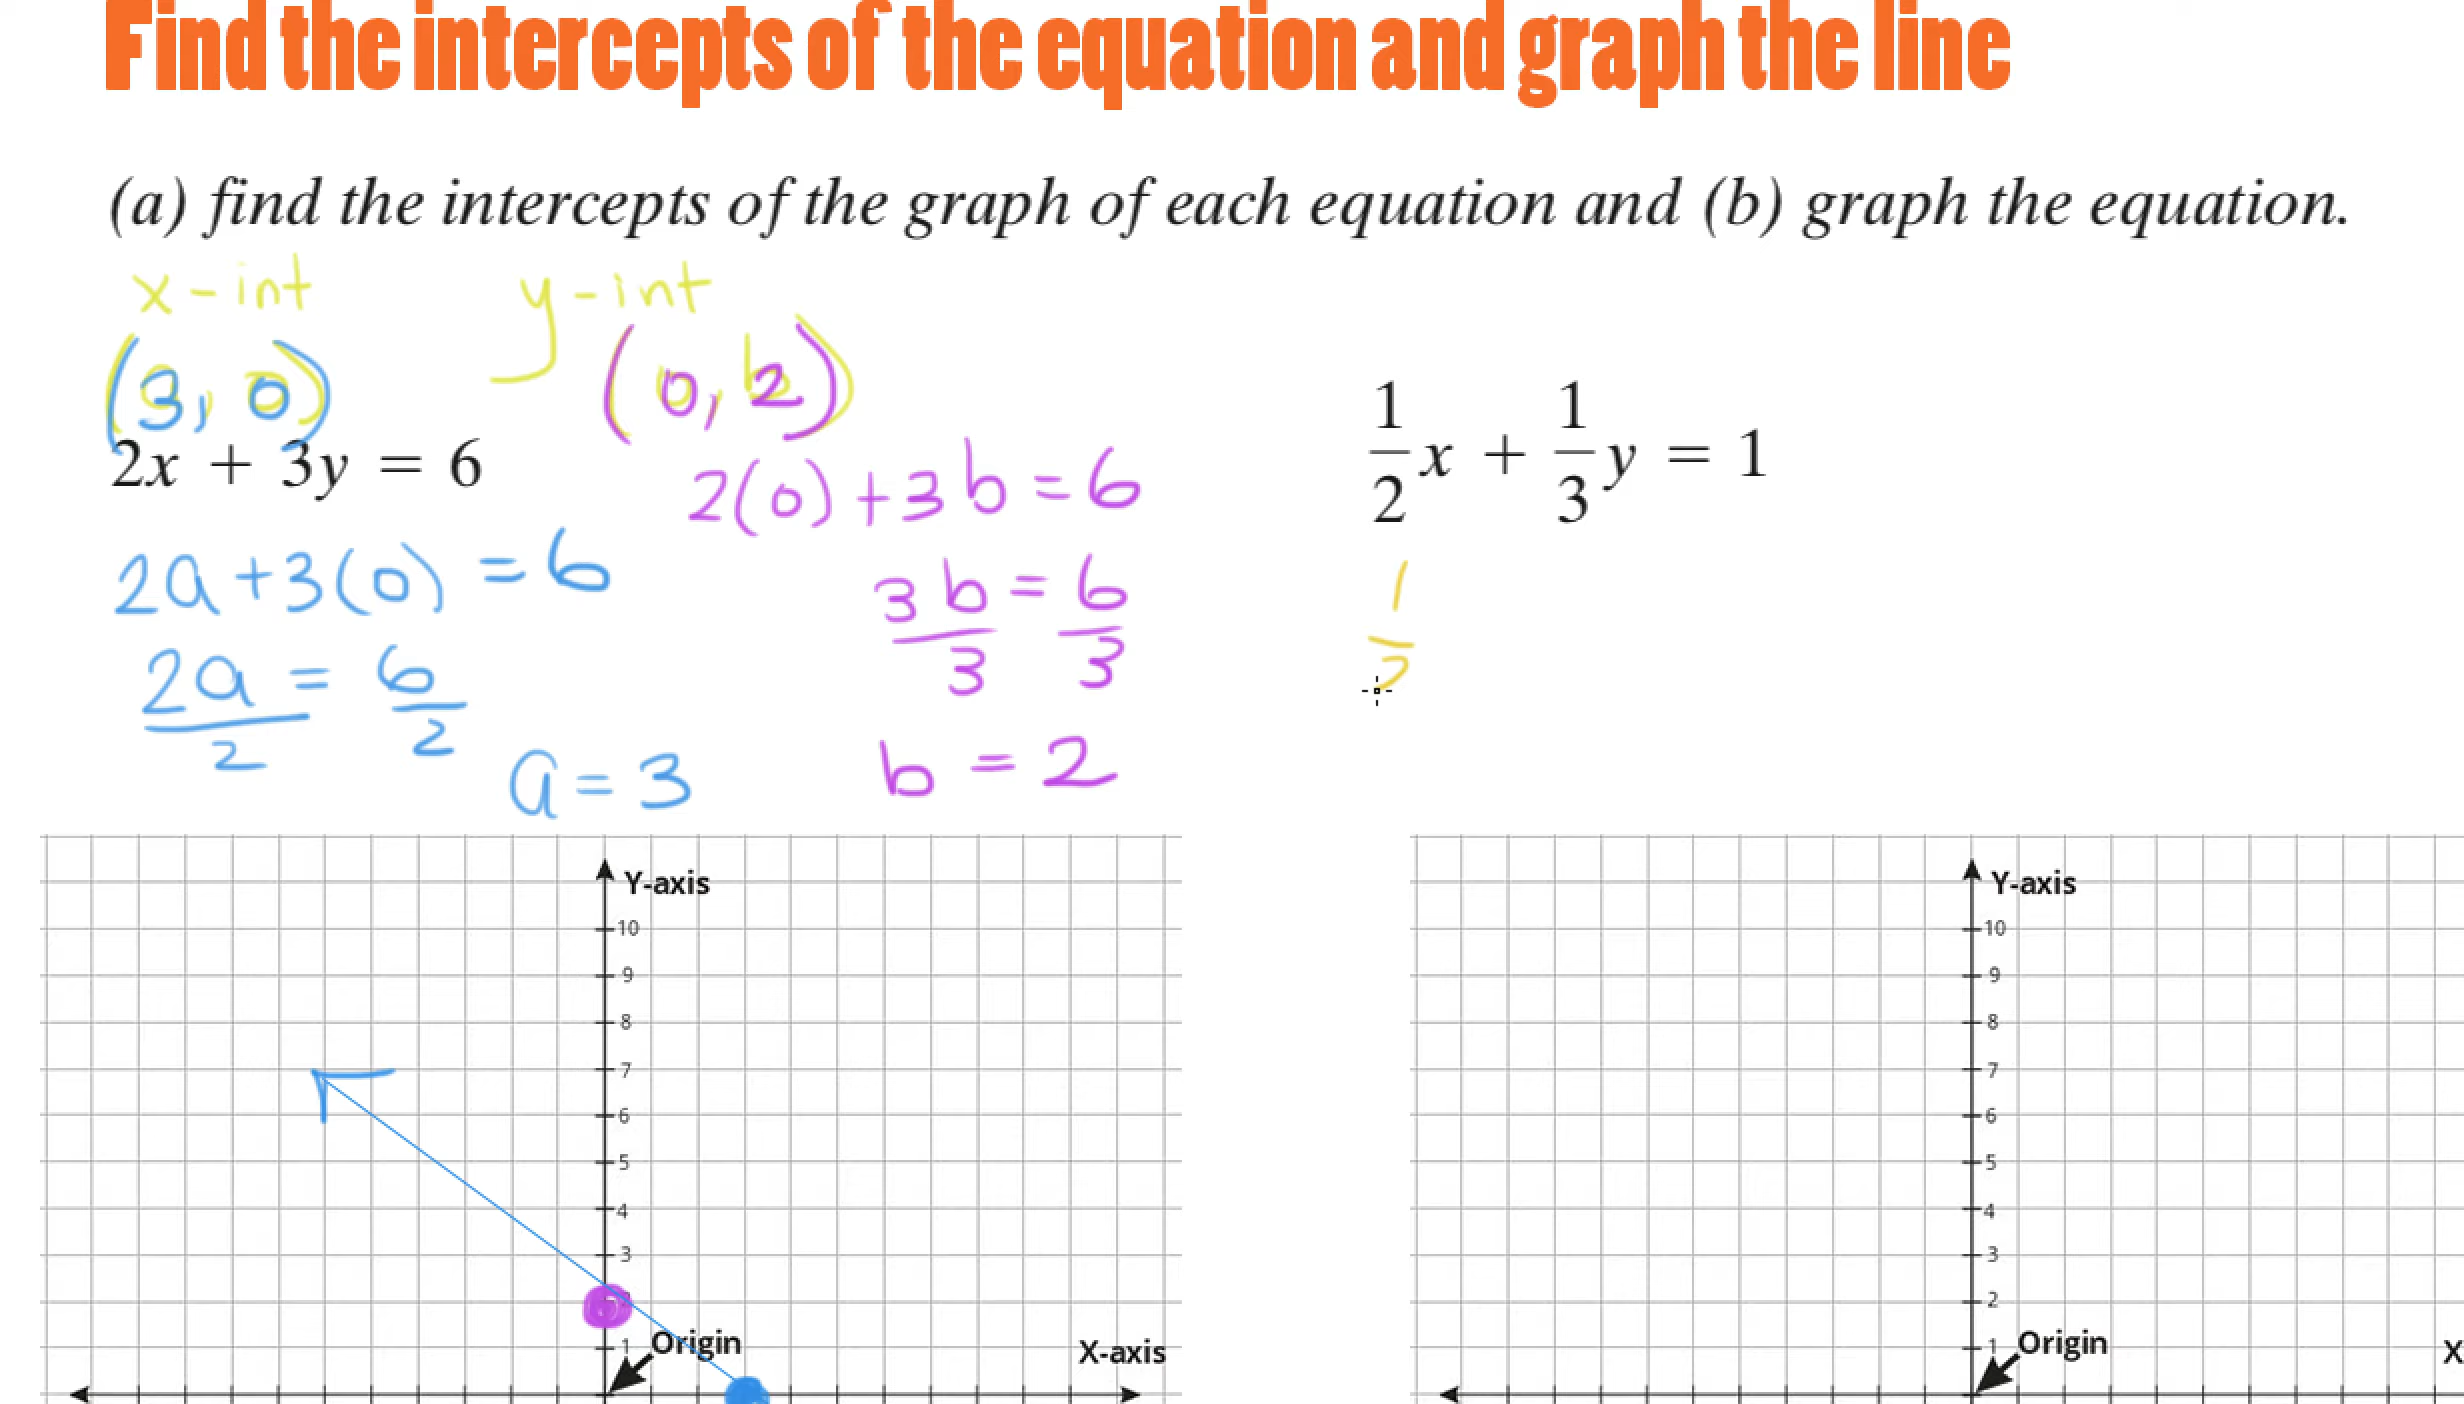 Find the intercepts of the equation and graph the line
(a) find the intercepts of the graph of each equation and (b) graph the equation.
x-int
(3, 0)
2x + 3y = 6
2a+3(0) =6
2a/2 = 6/2
a=3
y-int
(0, 2)
2(0)+3b=6
3b/3 = 6/3
b = 2
1/2 x + 1/3 y = 1
1
Y-axis
10
9
8
7
6
5
4
3
1
Origin
X-axis
Y-axis
10
9
8
7
6
5
4
3
2
1
Origin
X